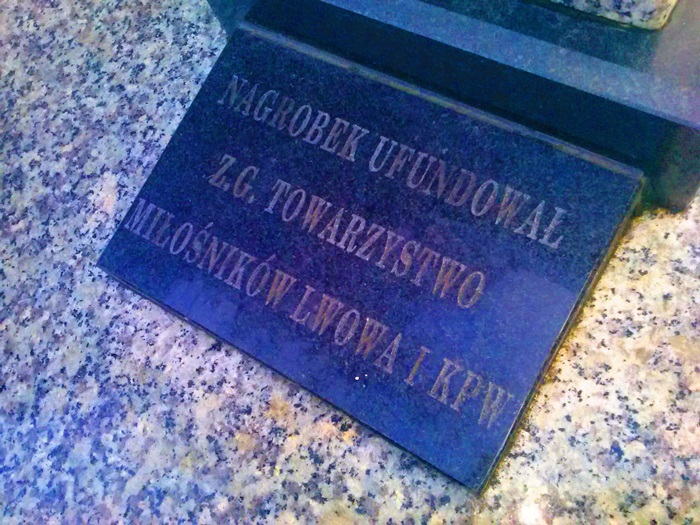 NAGROBEK UFUNDOWAŁ
Z.G. TOWARZYSTWO
MIŁOŚNIKÓW LWOWA I KPW